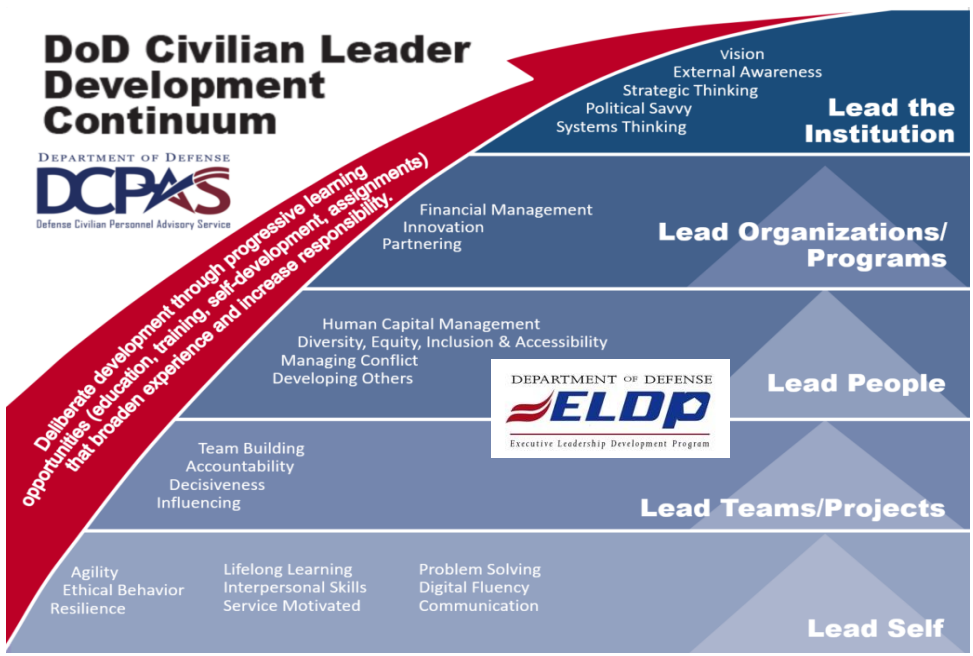 DoD Civilian Leader
Development
Continuum
DEPARTMENT OF DEFENSE
DCPAS
Defense Civilian Personnel Advisory Service
Deliberate development through progressive learning
opportunities (education, training, self-development, assignments)
that broaden experience and increase responsibility.
Vision
External Awareness
Strategic Thinking
Political Savvy
Systems Thinking
Lead the
Institution
Financial Management
Innovation
Partnering
Lead Organizations/
Programs
Human Capital Management
Diversity, Equity, Inclusion & Accessibility
Managing Conflict
Developing Others
DEPARTMENT OF DEFENSE
ELDP
Executive Leadership Development Program
Lead People
Team Building
Accountability
Decisiveness
Influencing
Lead Teams/Projects
Agility
Ethical Behavior
Resilience
Lifelong Learning
Interpersonal Skills
Service Motivated
Problem Solving
Digital Fluency
Communication
Lead Self